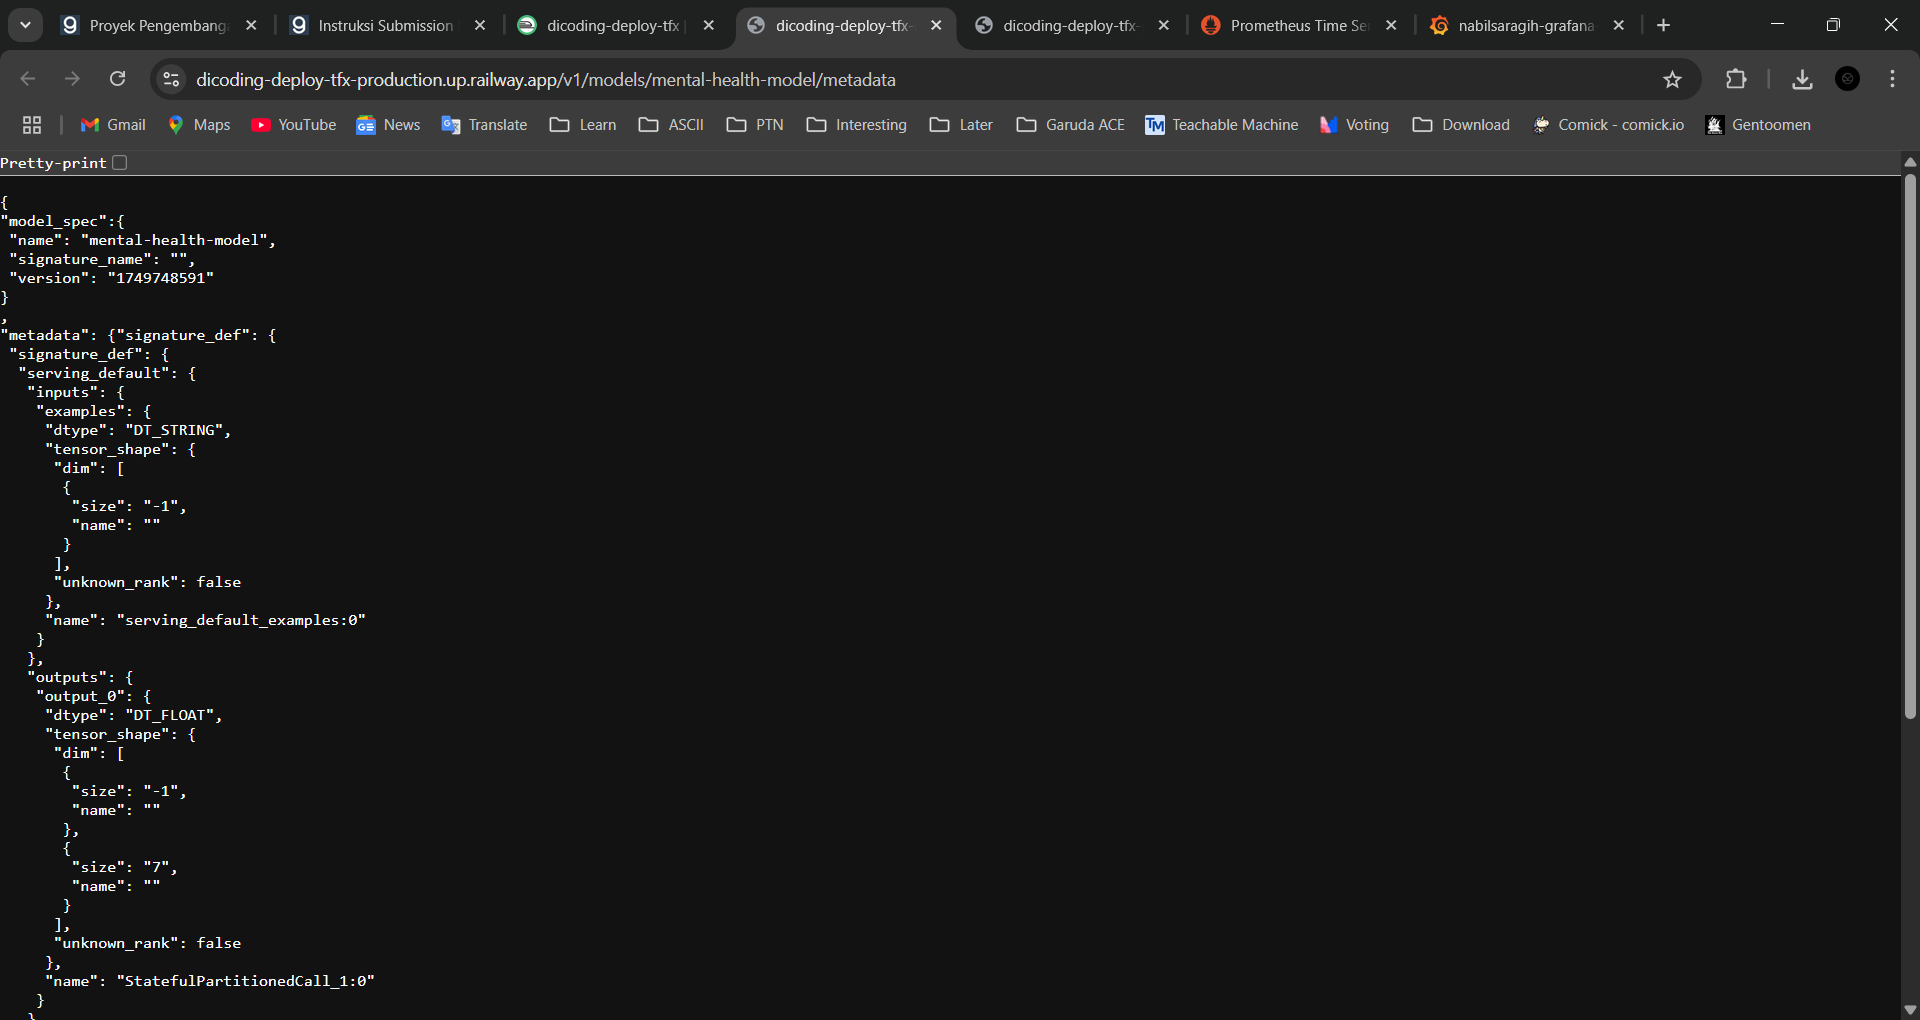 Proyek Pengembang
Instruksi Submission
dicoding-deploy-tfx
dicoding-deploy-tfx-
dicoding-deploy-tfx-
Prometheus Time Se
nabilsaragih-grafana
dicoding-deploy-tfx-production.up.railway.app/v1/models/mental-health-model/metadata
Gmail
Maps
YouTube
News
Translate
Learn
ASCII
PTN
Interesting
Later
Garuda ACE
Teachable Machine
Voting
Download
Comick - comick.io
Gentoomen
Pretty-print
{
"model_spec":{
 "name": "mental-health-model",
 "signature_name": "",
 "version": "1749748591"
}
,
"metadata": {"signature_def": {
 "signature_def": {
  "serving_default": {
   "inputs": {
    "examples": {
     "dtype": "DT_STRING",
     "tensor_shape": {
      "dim": [
       {
        "size": "-1",
        "name": ""
       }
      ],
      "unknown_rank": false
     },
     "name": "serving_default_examples:0"
    }
   },
   "outputs": {
    "output_0": {
     "dtype": "DT_FLOAT",
     "tensor_shape": {
      "dim": [
       {
        "size": "-1",
        "name": ""
       },
       {
        "size": "7",
        "name": ""
       }
      ],
      "unknown_rank": false
     },
     "name": "StatefulPartitionedCall_1:0"
    }
   }